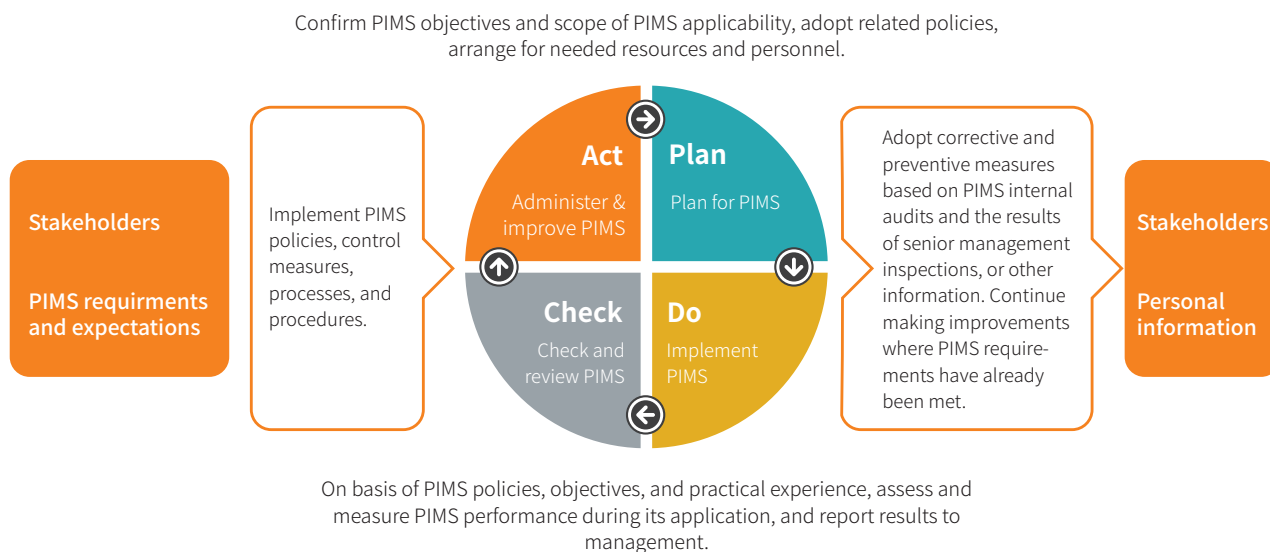 Confirm PIMS objectives and scope of PIMS applicability, adopt related policies,
arrange for needed resources and personnel.
Stakeholders
PIMS requirments
and expectations
Implement PIMS
policies, control
measures,
processes, and
procedures.
Act
Administer &
improve PIMS
Plan
Plan for PIMS
Check
Check and
review PIMS
Do
Implement
PIMS
Adopt corrective and
preventive measures
based on PIMS internal
audits and the results
of senior management
inspections, or other
information. Continue
making improvements
where PIMS require-
ments have already
been met.
Stakeholders
Personal
information
On basis of PIMS policies, objectives, and practical experience, assess and
measure PIMS performance during its application, and report results to
management.